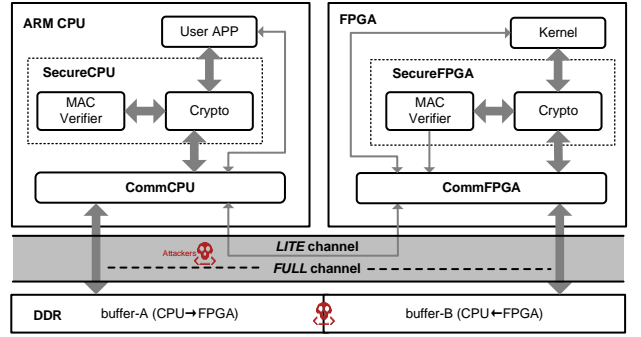 ARM CPU
User APP
SecureCPU
MAC
Verifier
Crypto
CommCPU
FPGA
Kernel
SecureFPGA
MAC
Verifier
Crypto
CommFPGA
LITE channel
Attackers
FULL channel
DDR
buffer-A (CPU→FPGA)
buffer-B (CPU←FPGA)